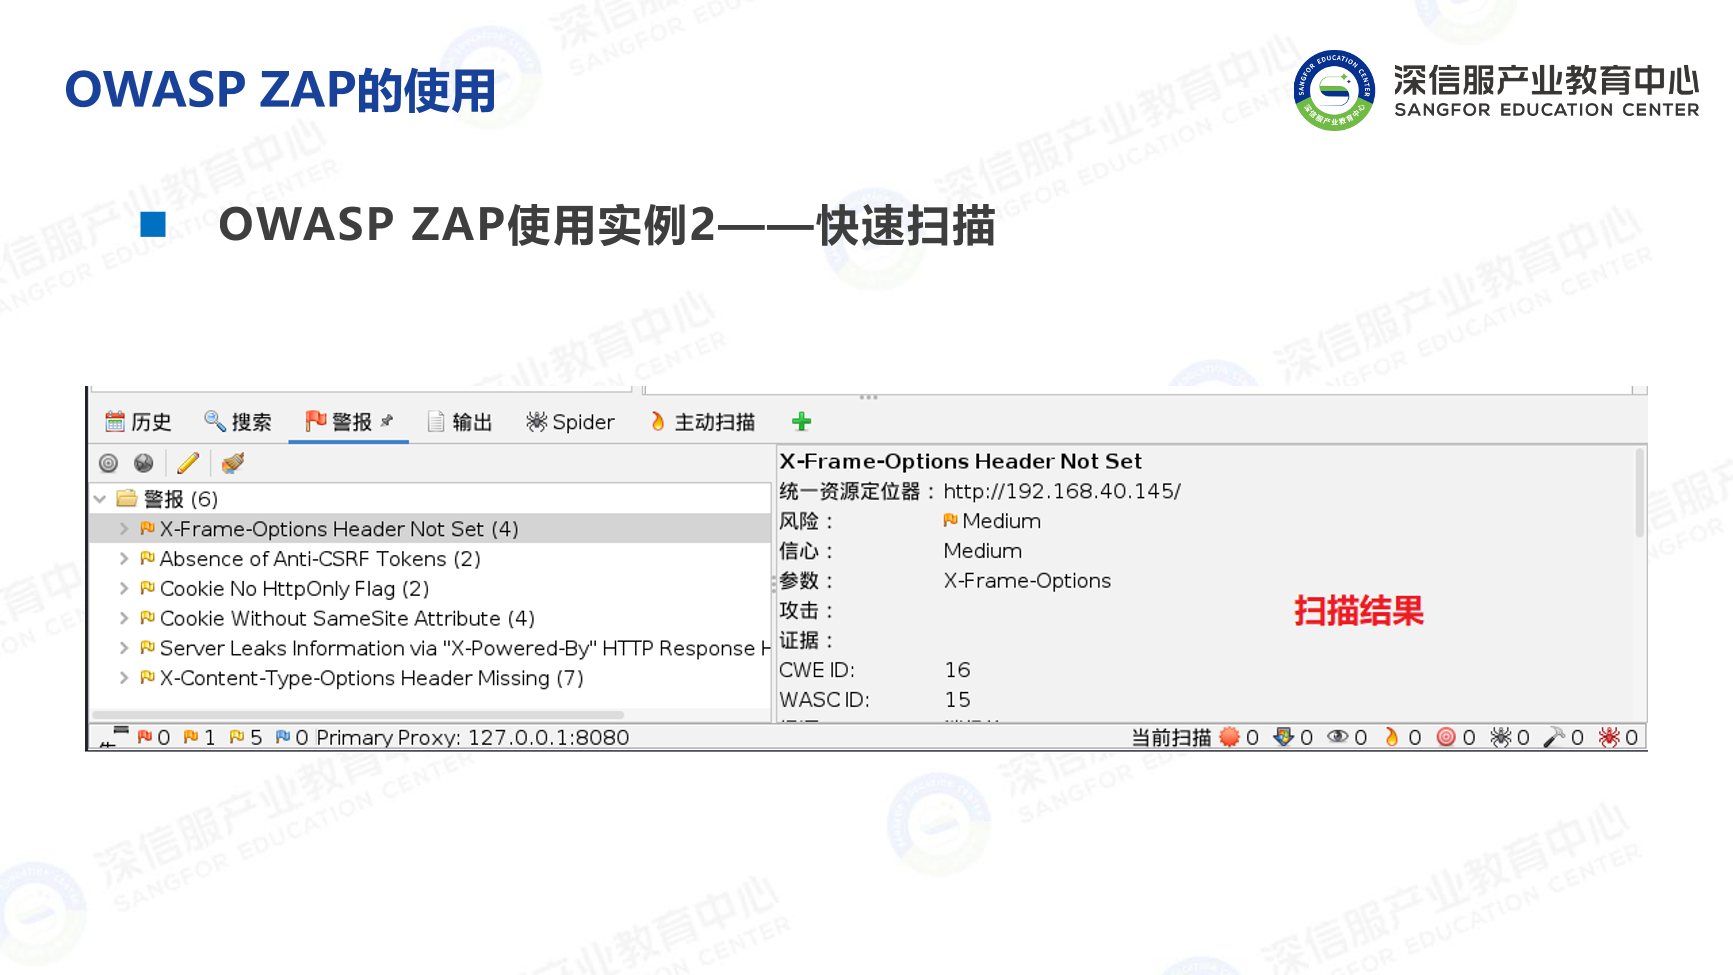 OWASP ZAP的使用
深信服产业教育中心
SANGFOR EDUCATION CENTER
OWASP ZAP使用实例2——快速扫描
历史 搜索 警报 输出 Spider 主动扫描
警报 (6)
X-Frame-Options Header Not Set (4)
Absence of Anti-CSRF Tokens (2)
Cookie No HttpOnly Flag (2)
Cookie Without SameSite Attribute (4)
Server Leaks Information via "X-Powered-By" HTTP Response H
X-Content-Type-Options Header Missing (7)
X-Frame-Options Header Not Set
统一资源定位器： http://192.168.40.145/
风险： Medium
信心： Medium
参数： X-Frame-Options
攻击：
证据：
CWE ID: 16
WASC ID: 15
扫描结果
0 1 5 0 Primary Proxy: 127.0.0.1:8080
当前扫描 0 0 0 0 0 0 0 0